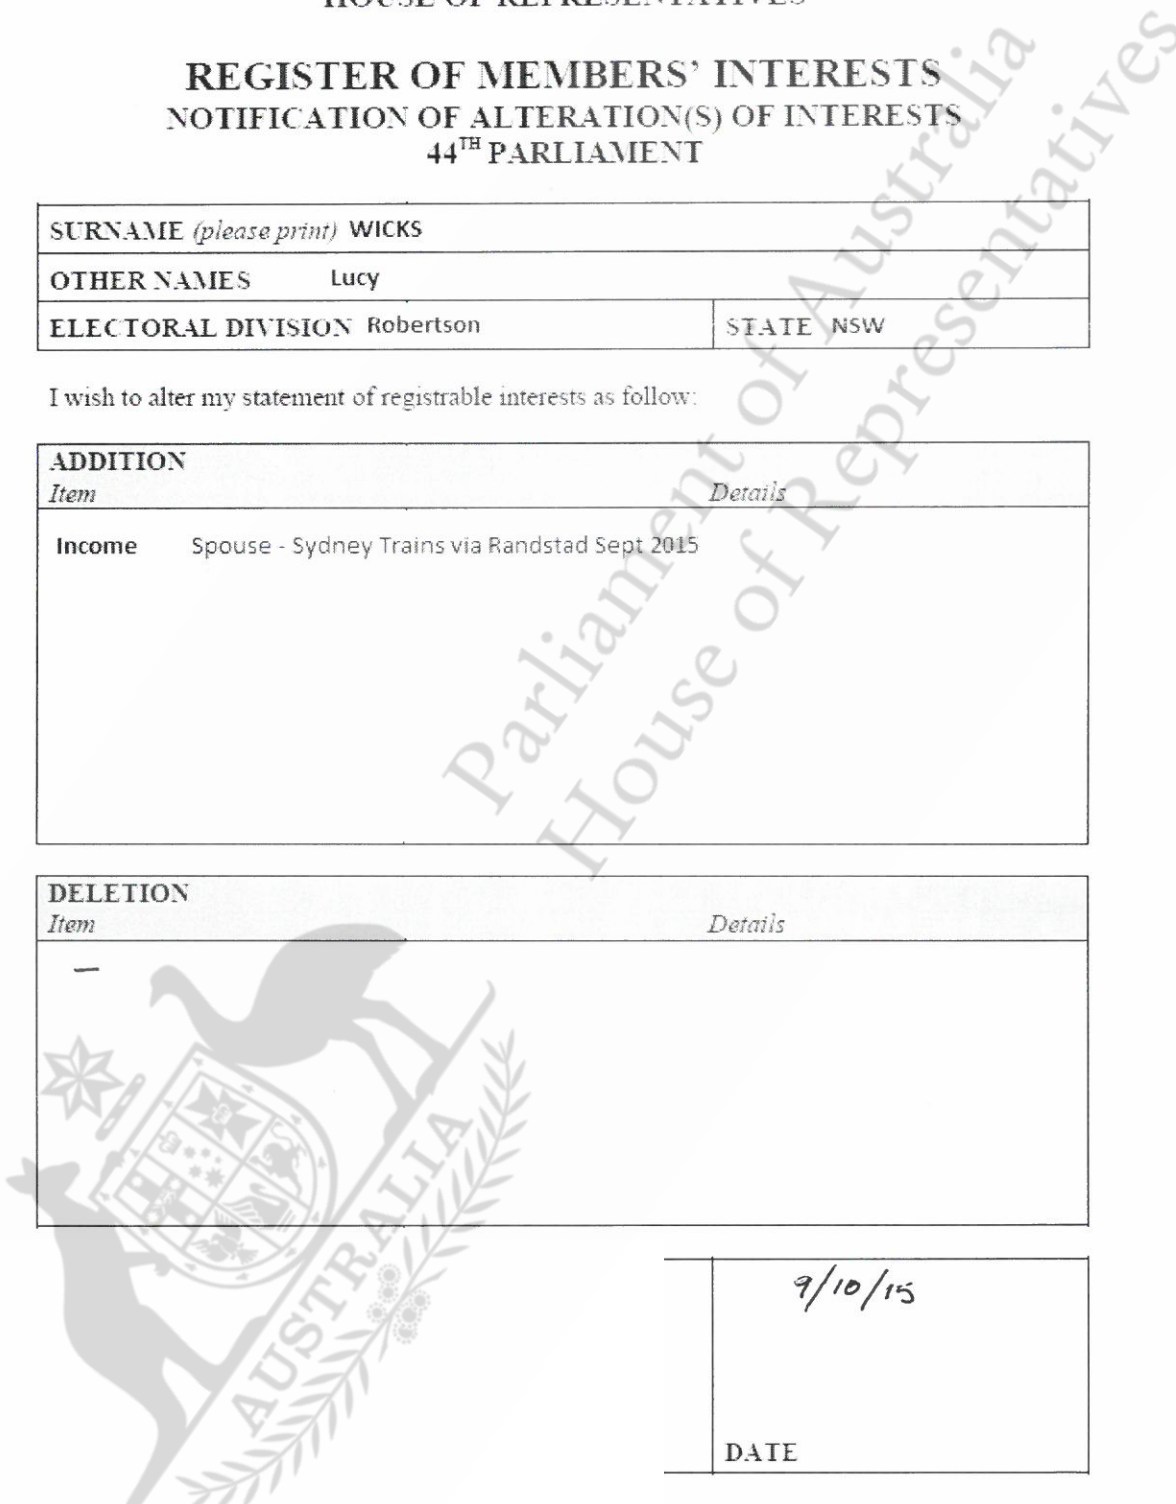 HOUSE OF REPRESENTATIVES
REGISTER OF MEMBERS' INTERESTS
NOTIFICATION OF ALTERATION(S) OF INTERESTS
44TH PARLIAMENT
SURNAME (please print) WICKS
OTHER NAMES Lucy
ELECTORAL DIVISION Robertson STATE NSW
I wish to alter my statement of registrable interests as follow:
ADDITION
Item Details
Income Spouse - Sydney Trains via Randstad Sept 2015
DELETION
Item Details
–
9/10/15
DATE
Parliament of Australia
House of Representatives
AUSTRALIA